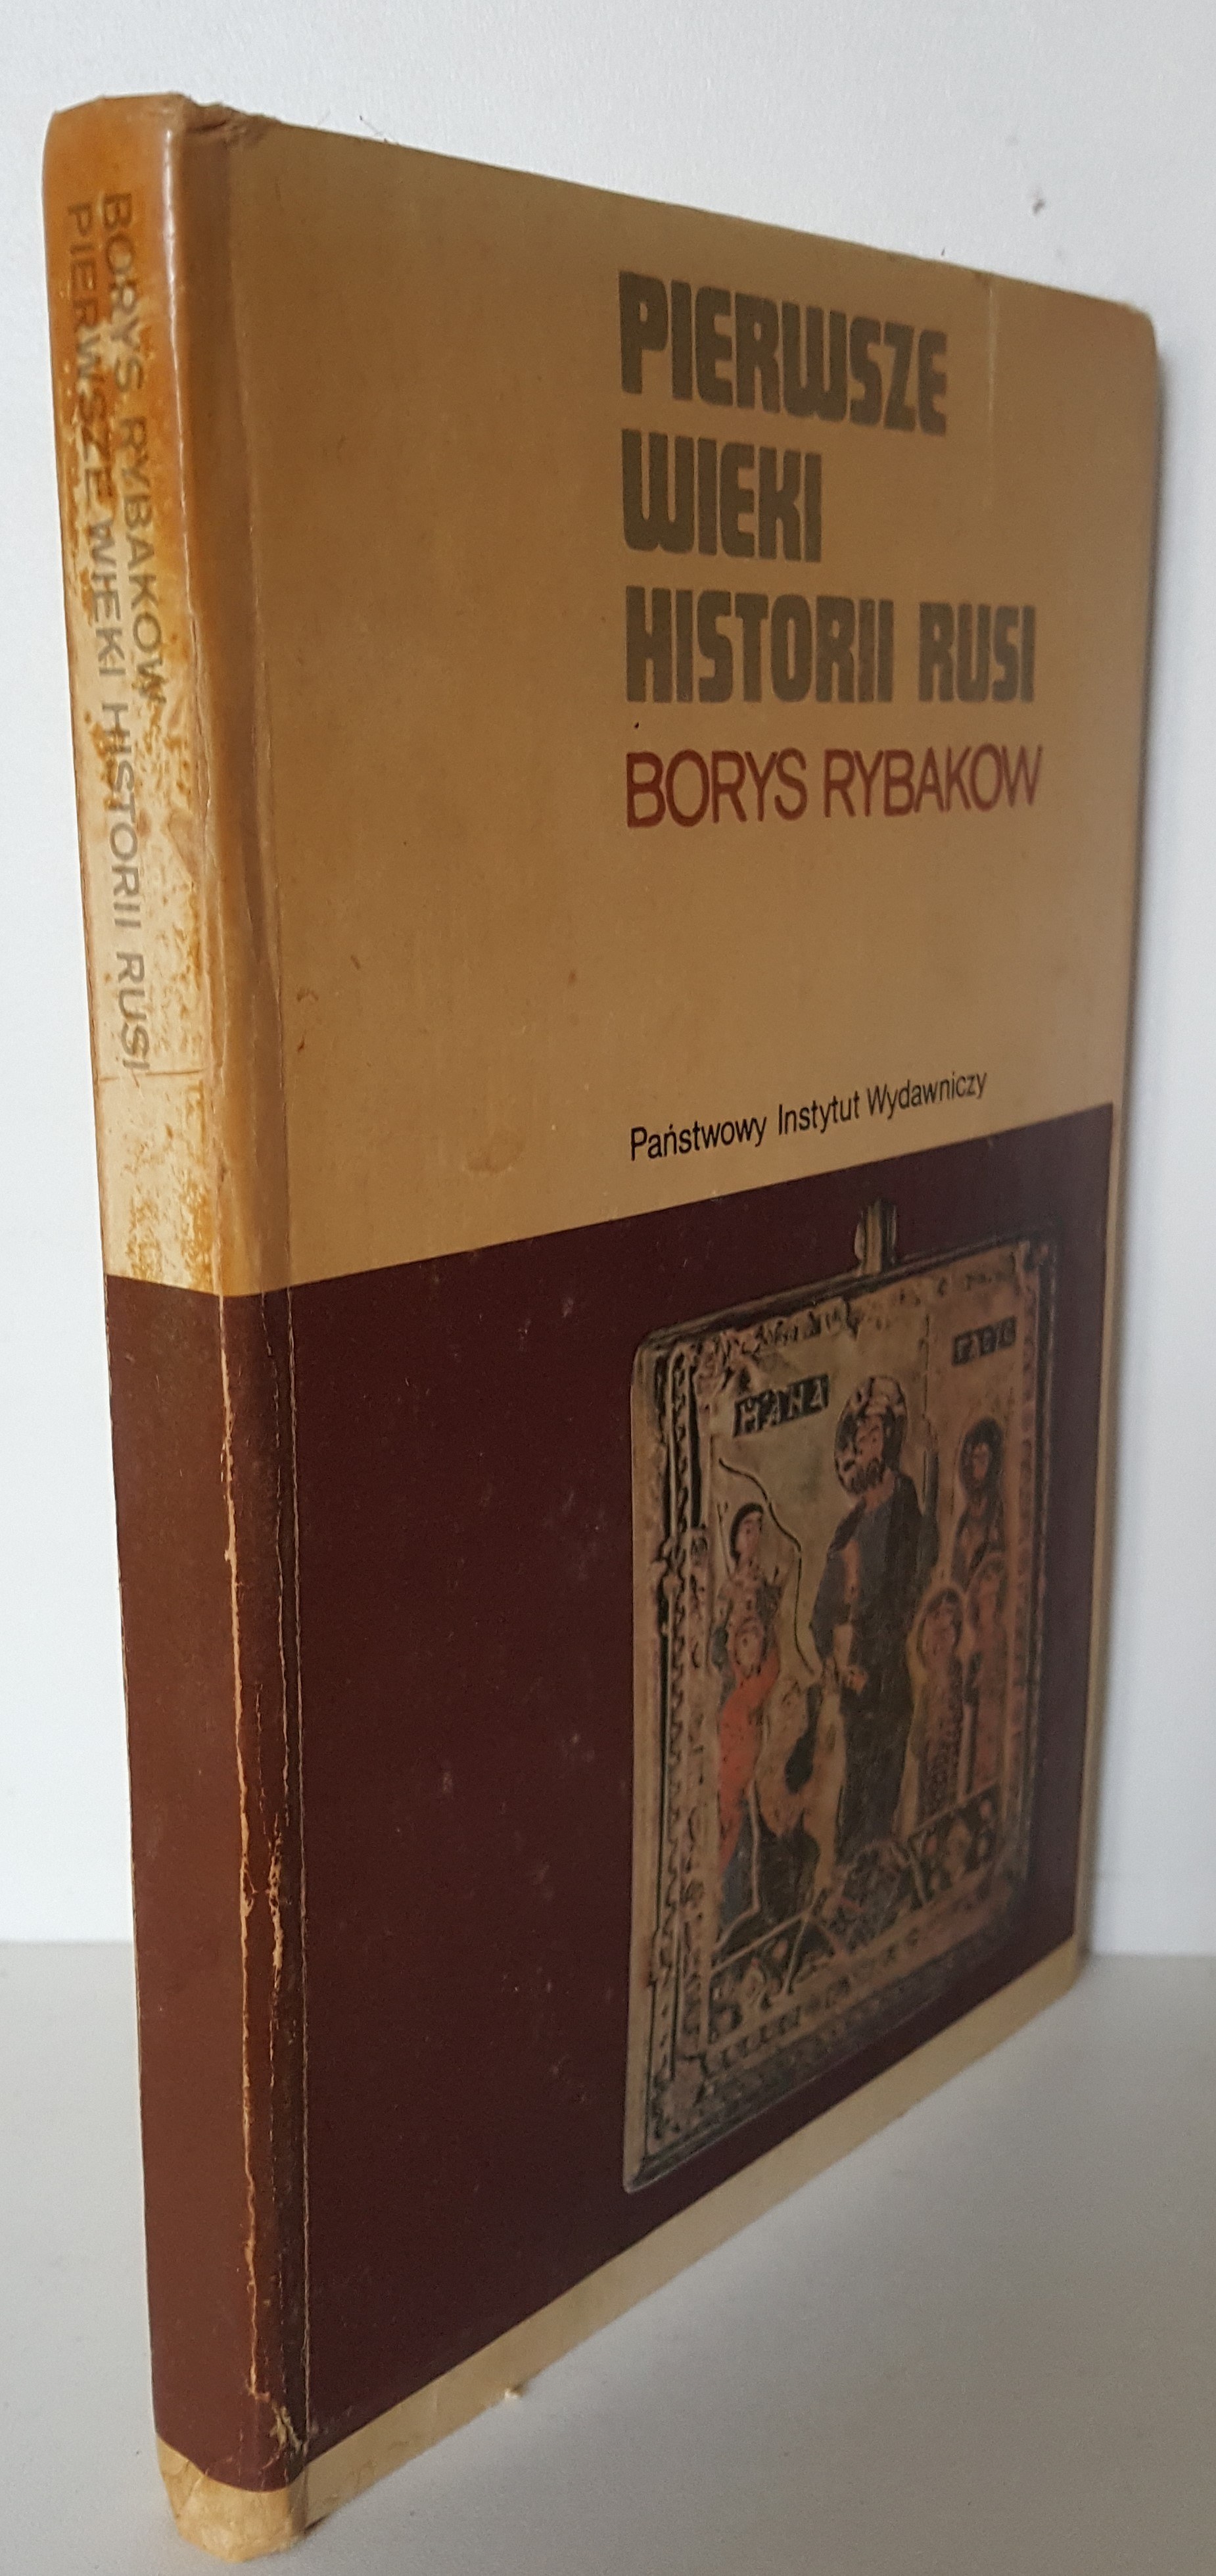 BORYS RYBAKOW
PIERWSZE WIEKI HISTORII RUSI
PIERWSZE
WIEKI
HISTORII RUSI
BORYS RYBAKOW
Państwowy Instytut Wydawniczy